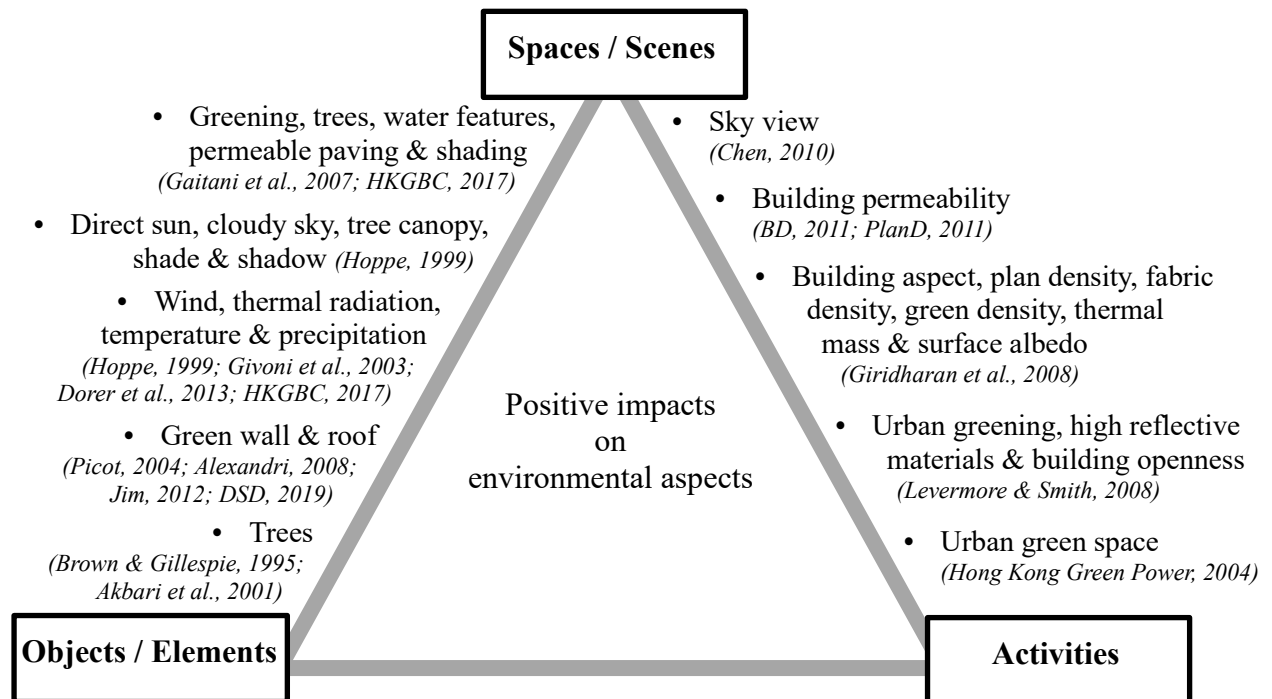 Spaces / Scenes
• Greening, trees, water features,
permeable paving & shading
(Gaitani et al., 2007; HKGBC, 2017)
• Direct sun, cloudy sky, tree canopy,
shade & shadow (Hoppe, 1999)
• Wind, thermal radiation,
temperature & precipitation
(Hoppe, 1999; Givoni et al., 2003;
Dorer et al., 2013; HKGBC, 2017)
• Green wall & roof
(Picot, 2004; Alexandri, 2008;
Jim, 2012; DSD, 2019)
• Trees
(Brown & Gillespie, 1995;
Akbari et al., 2001)
• Sky view
(Chen, 2010)
• Building permeability
(BD, 2011; PlanD, 2011)
• Building aspect, plan density, fabric
density, green density, thermal
mass & surface albedo
(Giridharan et al., 2008)
• Urban greening, high reflective
materials & building openness
(Levermore & Smith, 2008)
• Urban green space
(Hong Kong Green Power, 2004)
Positive impacts
on
environmental aspects
Objects / Elements
Activities